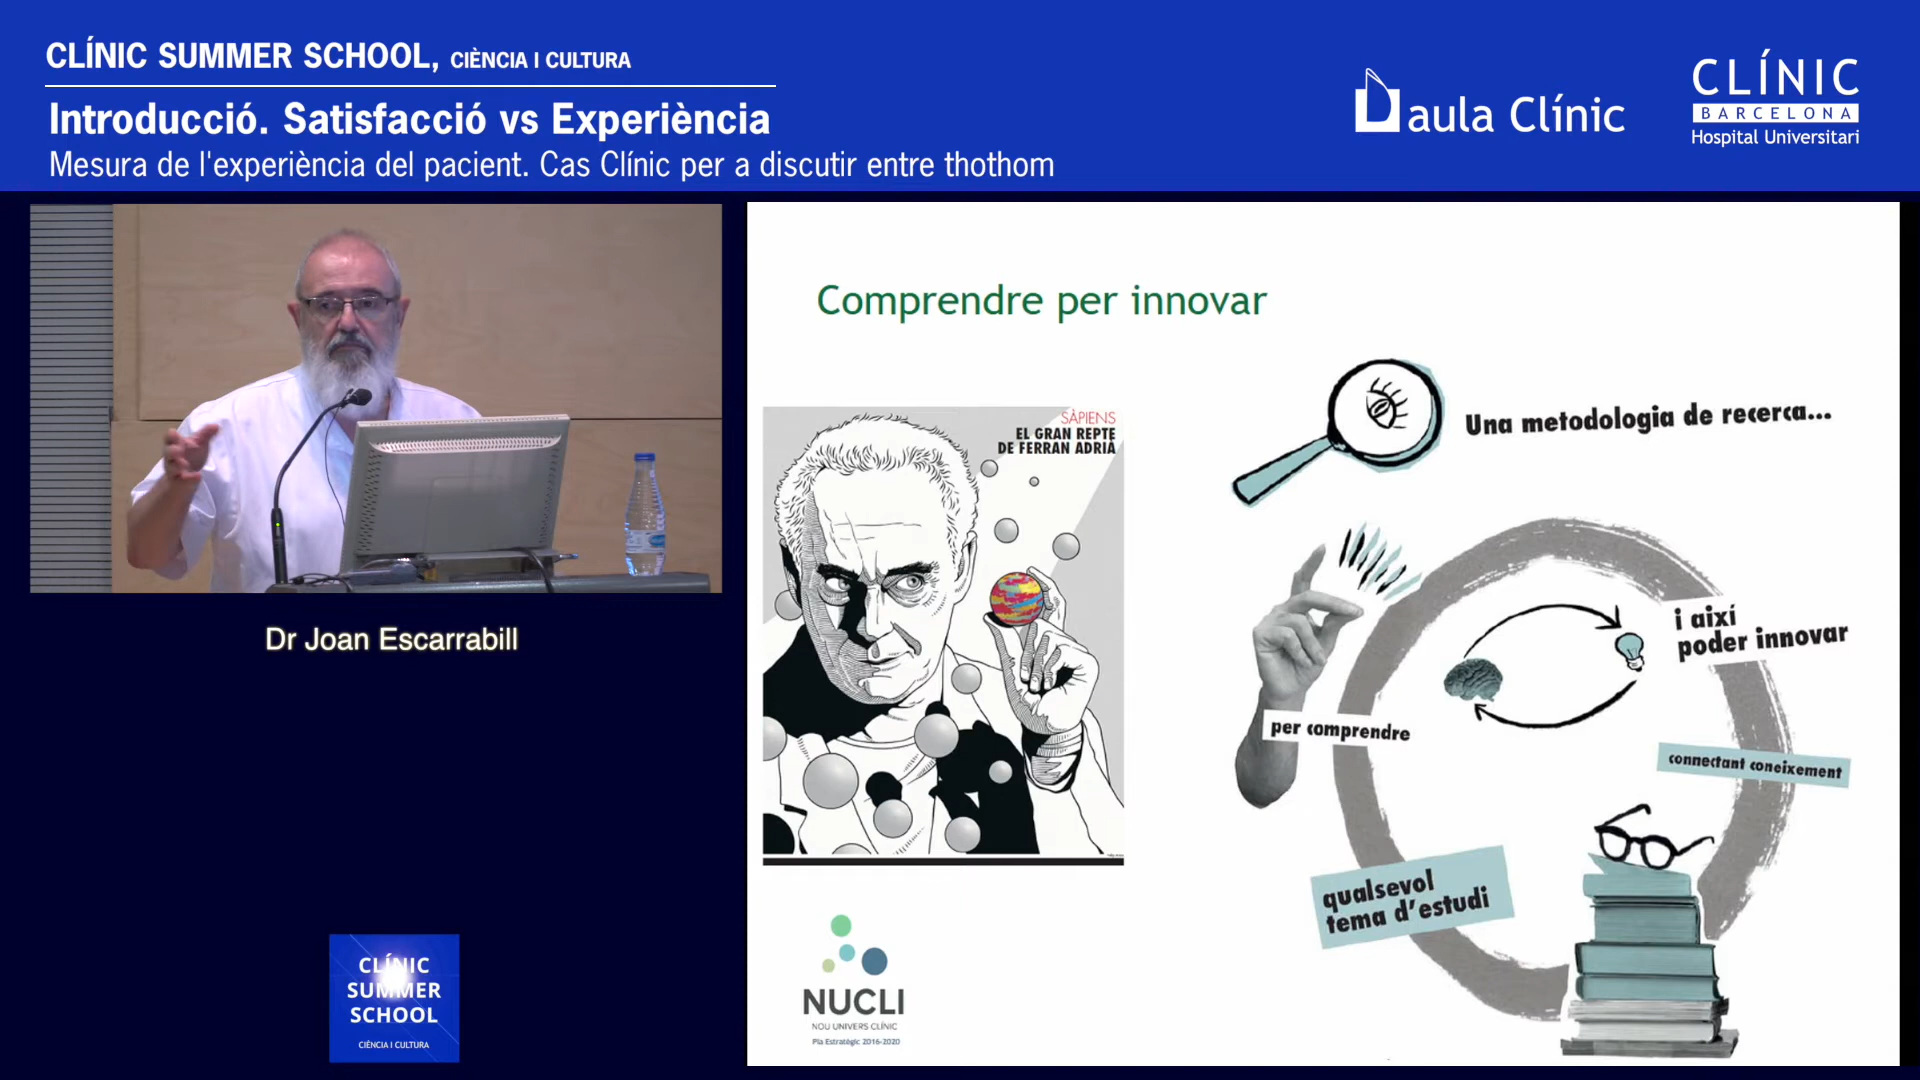 CLÍNIC SUMMER SCHOOL, CIÈNCIA I CULTURA
Introducció. Satisfacció vs Experiència
Mesura de l'experiència del pacient. Cas Clínic per a discutir entre thothom
aula Clínic
CLÍNIC
BARCELONA
Hospital Universitari
Dr Joan Escarrabill
CLÍNIC
SUMMER
SCHOOL
CIÈNCIA I CULTURA
Comprendre per innovar
SÀPIENS
EL GRAN REPTE
DE FERRAN ADRIÀ
Una metodologia de recerca...
i així
poder innovar
per comprendre
connectant coneixement
qualsevol
tema d'estudi
NUCLI
NOU UNIVERS CLÍNIC
Pla Estratègic 2016-2020